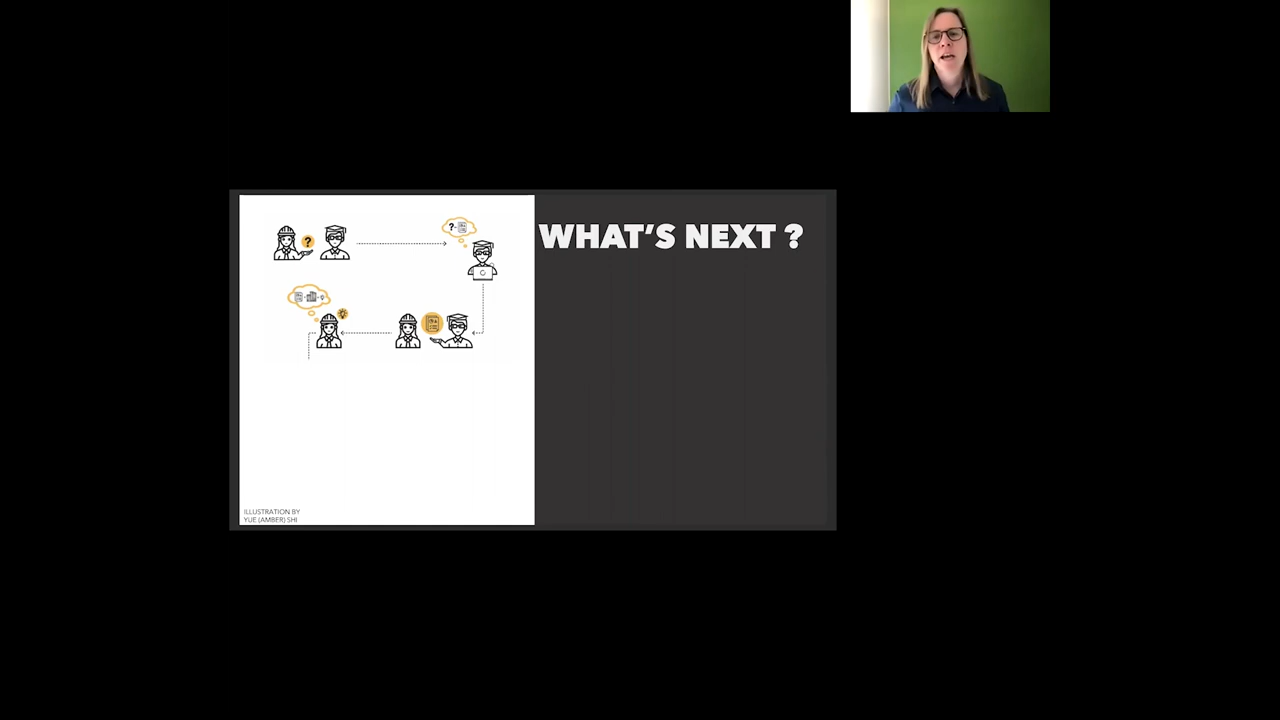 WHAT'S NEXT ?
?
?
ILLUSTRATION BY
YUE (AMBER) SHI